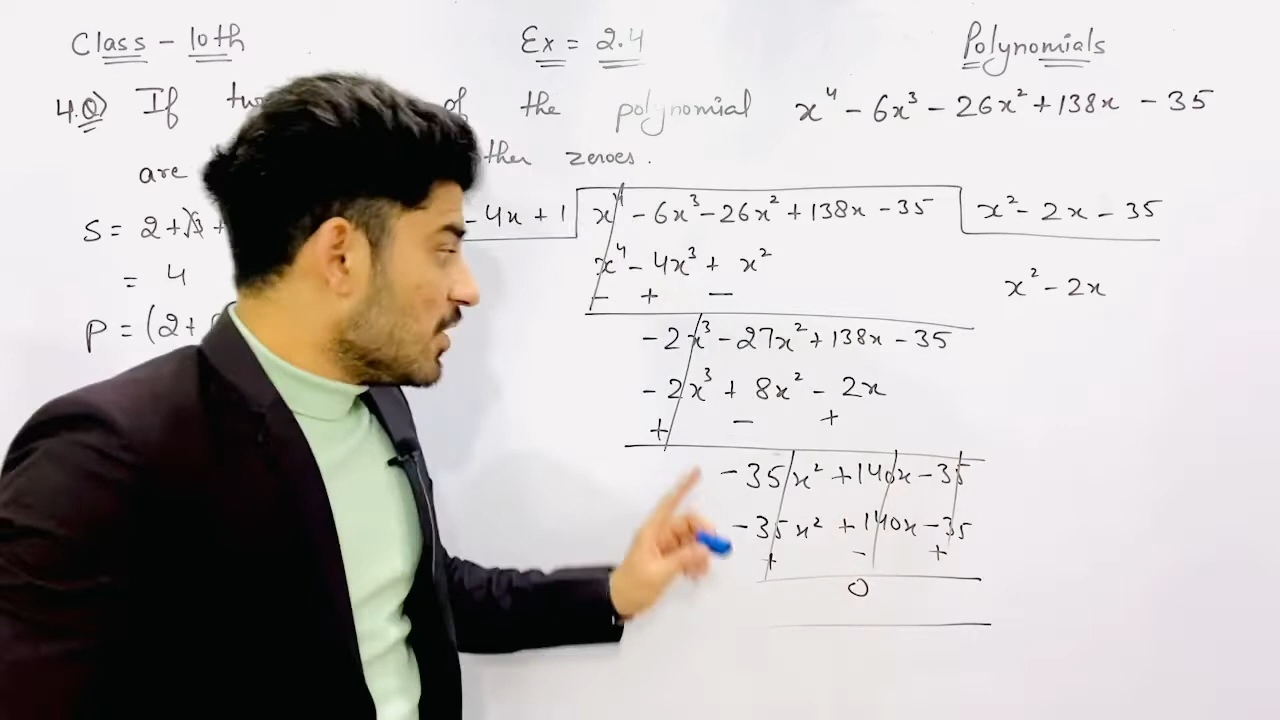 Class - 10th Ex = 2.4 Polynomials
4.Q) If of the polynomial x⁴ - 6x³ - 26x² + 138x - 35
are zeroes.
S = 2+√3 +
- 4x + 1 x⁴ - 6x³ - 26x² + 138x - 35 x² - 2x - 35
= 4
x⁴ - 4x³ + x²
x² - 2x
- + -
P = (2+
-2x³ - 27x² + 138x - 35
-2x³ + 8x² - 2x
+ - +
-35x² + 140x - 35
-35x² + 140x - 35
+ - +
0